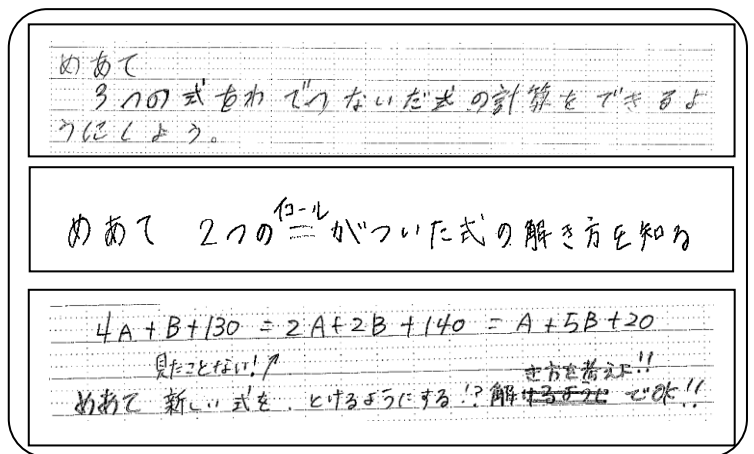 めあて
3つの式をわでつないだ式の計算をできるよ
うにしよう。
イコール
めあて 2つの = がついた式の解き方を知る
4A+B+130=2A+2B+140=A+5B+20
見たことない!↗
き方を考えよ!!
めあて 新しい式を、とけるようにする!?解 でOK!!